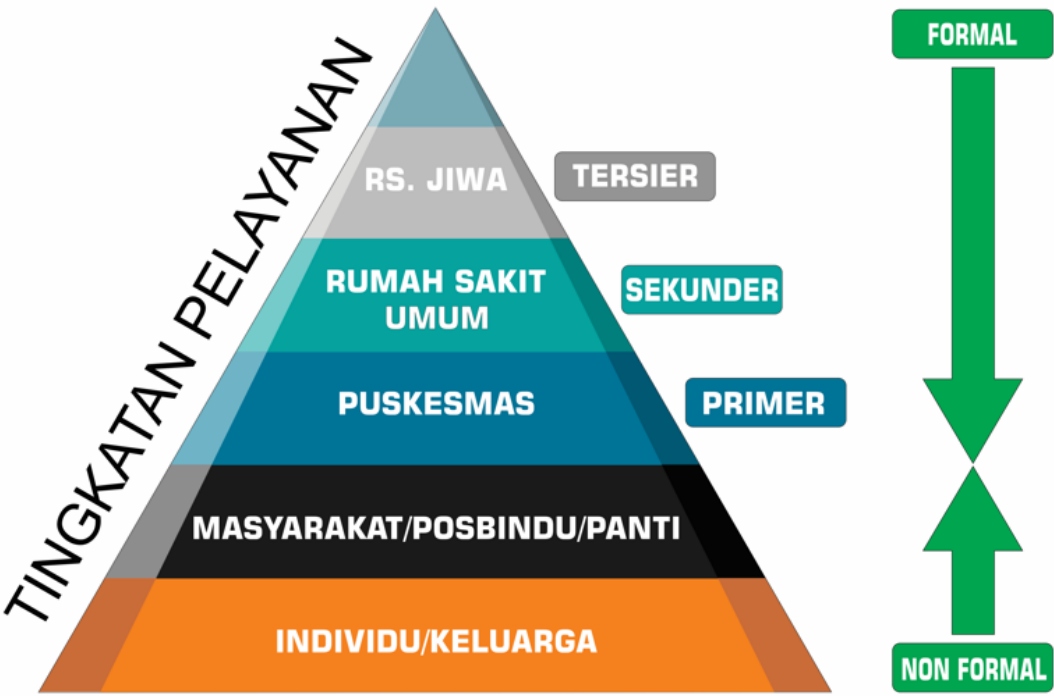 TINGKATAN PELAYANAN
FORMAL
RS. JIWA
TERSIER
RUMAH SAKIT
UMUM
SEKUNDER
PUSKESMAS
PRIMER
MASYARAKAT/POSBINDU/PANTI
INDIVIDU/KELUARGA
NON FORMAL